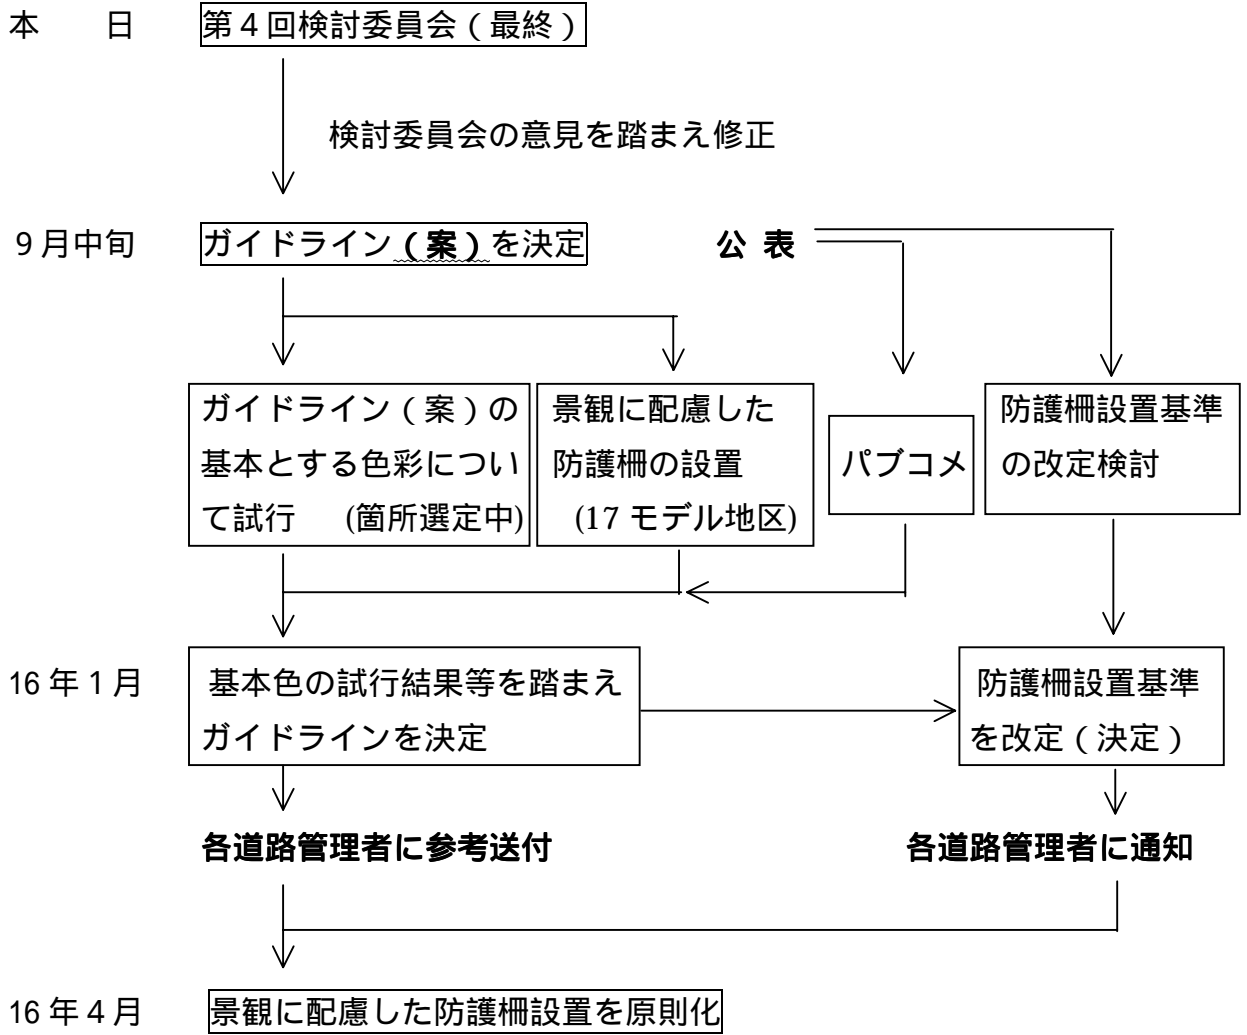 本　　日　　第４回検討委員会（最終）
検討委員会の意見を踏まえ修正
９月中旬　　ガイドライン（案）を決定　　公 表
ガイドライン（案）の
基本とする色彩につい
て試行　(箇所選定中)
景観に配慮した
防護柵の設置
(17 モデル地区)
パブコメ
防護柵設置基準
の改定検討
16 年１月
基本色の試行結果等を踏まえ
ガイドラインを決定
防護柵設置基準
を改定（決定）
各道路管理者に参考送付　　各道路管理者に通知
16 年４月　　景観に配慮した防護柵設置を原則化